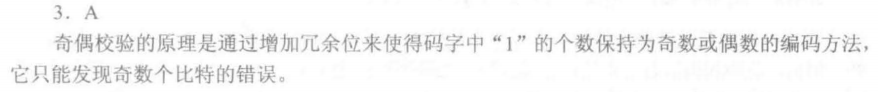 3. A
奇偶校验的原理是通过增加冗余位来使得码字中“1”的个数保持为奇数或偶数的编码方法，
它只能发现奇数个比特的错误。